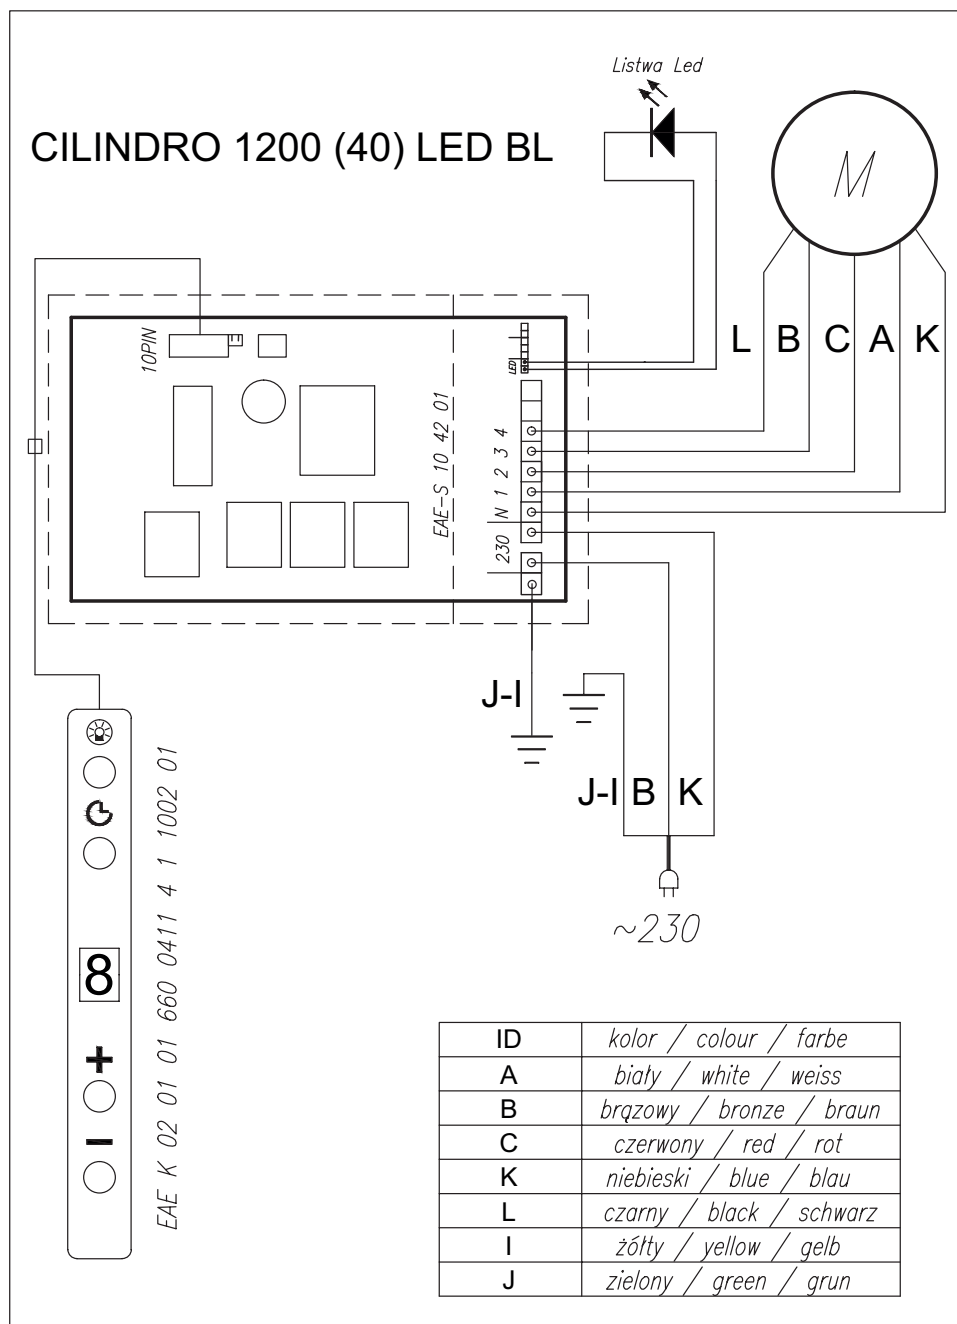 Listwa Led
CILINDRO 1200 (40) LED BL
M
L B C A K
10PIN
LED
EAE-S 10 42 01
230 N 1 2 3 4
J-I
J-I B K
~230
8
+
–
EAE K 02 01 01 660 0411 4 1 1002 01
ID kolor / colour / farbe
A biały / white / weiss
B brązowy / bronze / braun
C czerwony / red / rot
K niebieski / blue / blau
L czarny / black / schwarz
I żółty / yellow / gelb
J zielony / green / grun